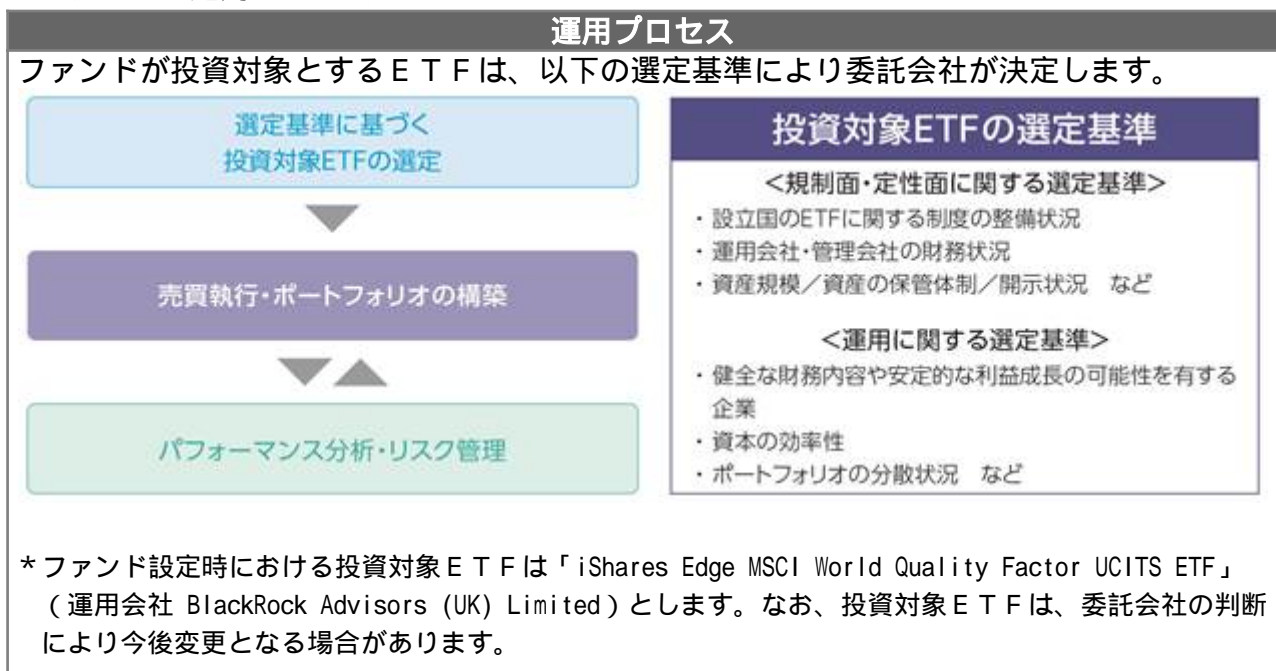 運用プロセス
ファンドが投資対象とするＥＴＦは、以下の選定基準により委託会社が決定します。
選定基準に基づく
投資対象ETFの選定
売買執行・ポートフォリオの構築
パフォーマンス分析・リスク管理
投資対象ETFの選定基準
＜規制面・定性面に関する選定基準＞
・設立国のETFに関する制度の整備状況
・運用会社・管理会社の財務状況
・資産規模／資産の保管体制／開示状況　など
＜運用に関する選定基準＞
・健全な財務内容や安定的な利益成長の可能性を有する
企業
・資本の効率性
・ポートフォリオの分散状況　など
＊ファンド設定時における投資対象ＥＴＦは「iShares Edge MSCI World Quality Factor UCITS ETF」
（運用会社 BlackRock Advisors (UK) Limited）とします。なお、投資対象ＥＴＦは、委託会社の判断
により今後変更となる場合があります。